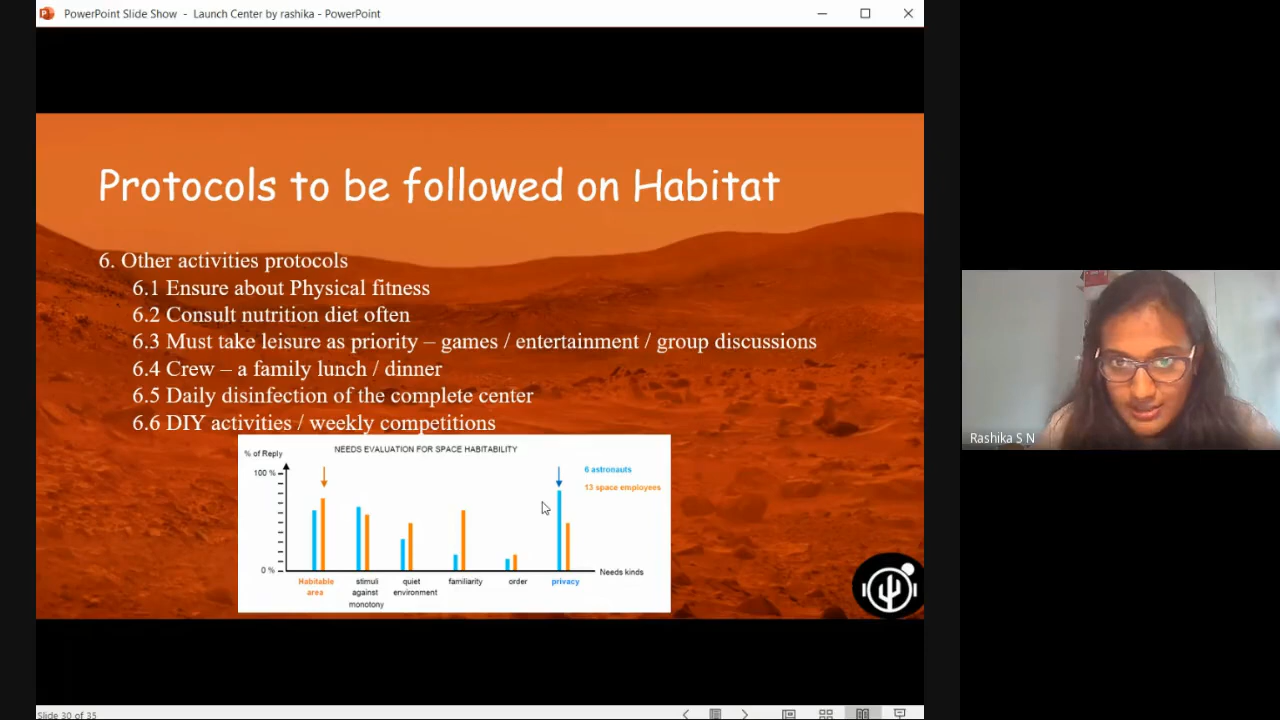 PowerPoint Slide Show - Launch Center by rashika - PowerPoint
Protocols to be followed on Habitat
6. Other activities protocols
6.1 Ensure about Physical fitness
6.2 Consult nutrition diet often
6.3 Must take leisure as priority – games / entertainment / group discussions
6.4 Crew – a family lunch / dinner
6.5 Daily disinfection of the complete center
6.6 DIY activities / weekly competitions
NEEDS EVALUATION FOR SPACE HABITABILITY
% of Reply
100 %
0 %
6 astronauts
13 space employees
Needs kinds
Habitable area
stimuli against monotony
quiet environment
familiarity
order
privacy
Rashika S N
Slide 30 of 35